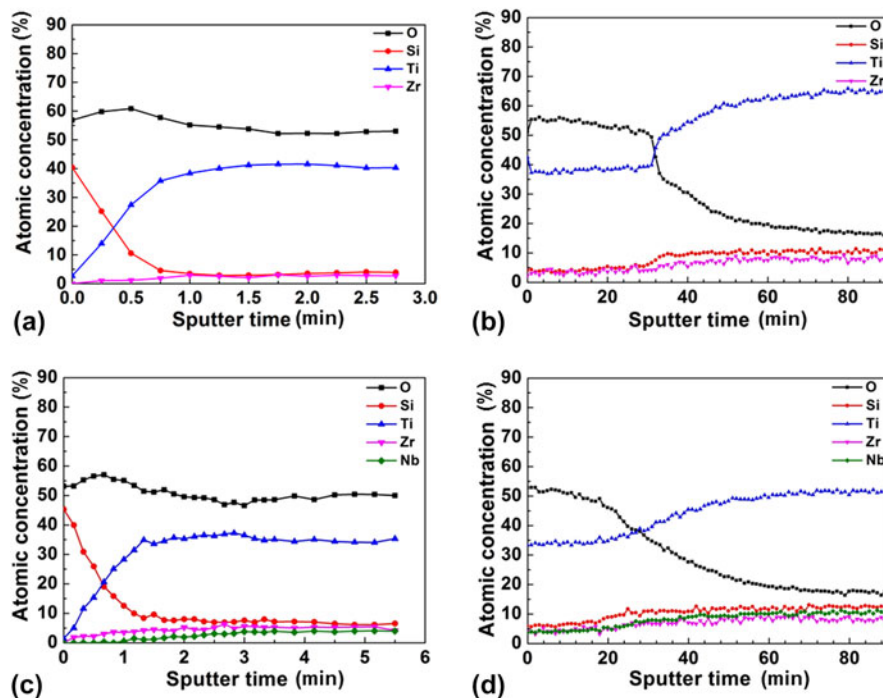 Atomic concentration (%)
90
80
70
60
50
40
30
20
10
0
O
Si
Ti
Zr
0.0 0.5 1.0 1.5 2.0 2.5 3.0
Sputter time (min)
(a)
Atomic concentration (%)
90
80
70
60
50
40
30
20
10
0
O
Si
Ti
Zr
0 20 40 60 80
Sputter time (min)
(b)
Atomic concentration (%)
90
80
70
60
50
40
30
20
10
0
O
Si
Ti
Zr
Nb
0 1 2 3 4 5 6
Sputter time (min)
(c)
Atomic concentration (%)
90
80
70
60
50
40
30
20
10
0
O
Si
Ti
Zr
Nb
0 20 40 60 80
Sputter time (min)
(d)